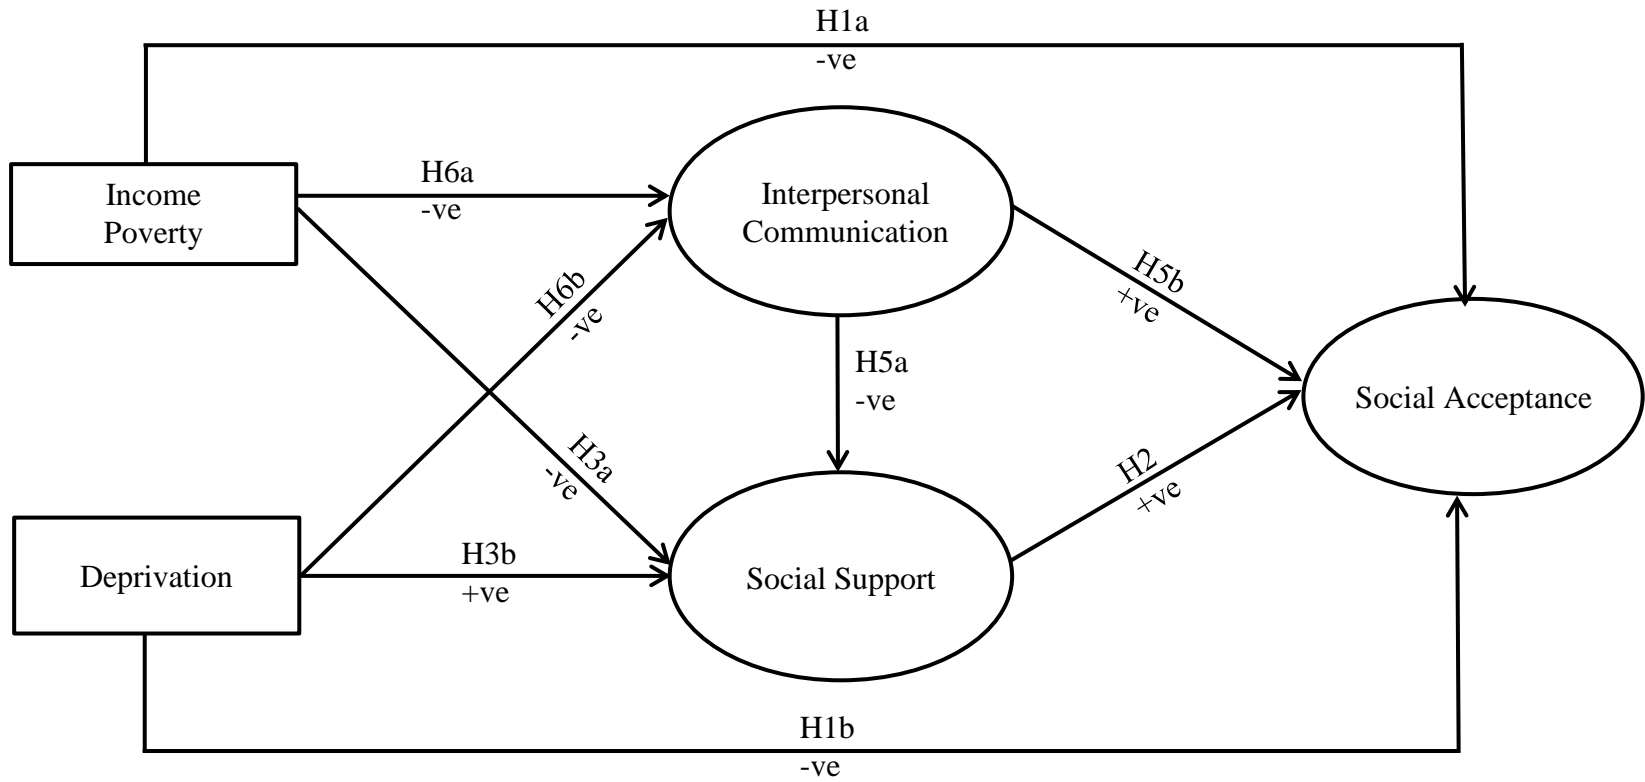 H1a
-ve
Income
Poverty
H6a
-ve
Interpersonal
Communication
H6b
-ve
H5b
+ve
H5a
-ve
Social Acceptance
H3a
-ve
H2
+ve
Deprivation
H3b
+ve
Social Support
H1b
-ve